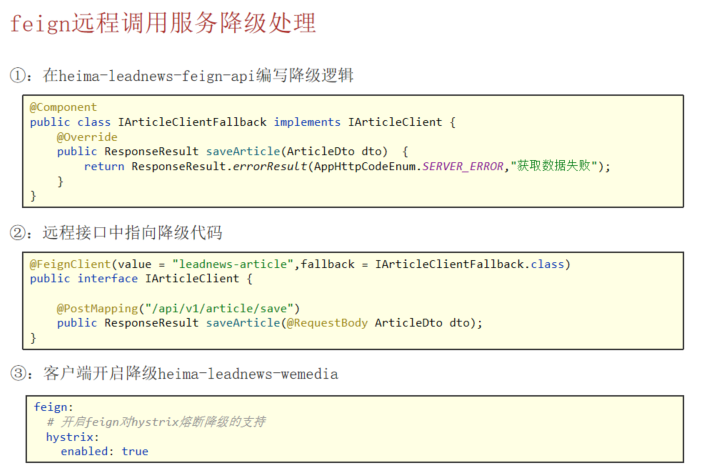 feign远程调用服务降级处理
①：在heima-leadnews-feign-api编写降级逻辑
@Component
public class IArticleClientFallback implements IArticleClient {
    @Override
    public ResponseResult saveArticle(ArticleDto dto)  {
        return ResponseResult.errorResult(AppHttpCodeEnum.SERVER_ERROR,"获取数据失败");
    }
}
②：远程接口中指向降级代码
@FeignClient(value = "leadnews-article",fallback = IArticleClientFallback.class)
public interface IArticleClient {
    @PostMapping("/api/v1/article/save")
    public ResponseResult saveArticle(@RequestBody ArticleDto dto);
}
③：客户端开启降级heima-leadnews-wemedia
feign:
  # 开启feign对hystrix熔断降级的支持
  hystrix:
    enabled: true